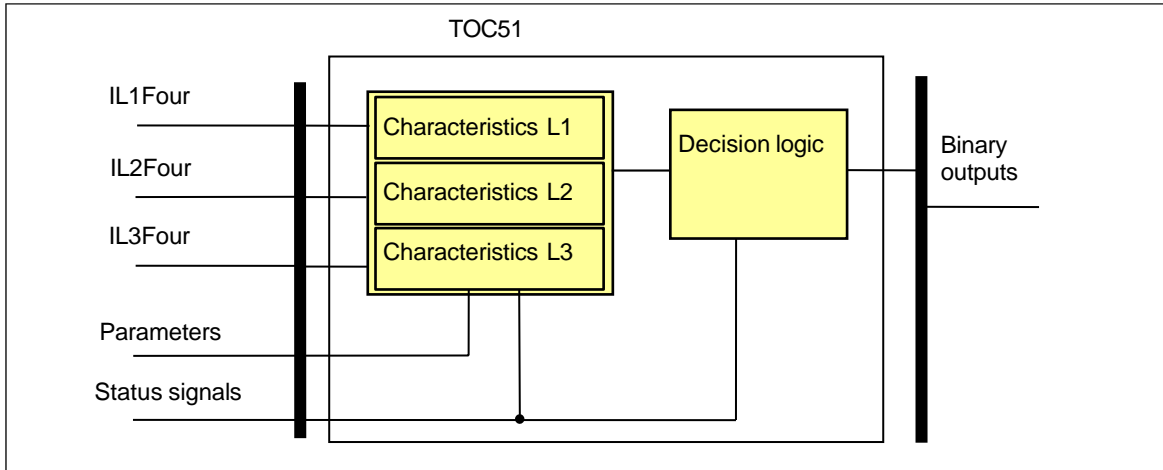 TOC51
IL1Four
Characteristics L1
Decision logic
Binary
outputs
IL2Four
Characteristics L2
IL3Four
Characteristics L3
Parameters
Status signals